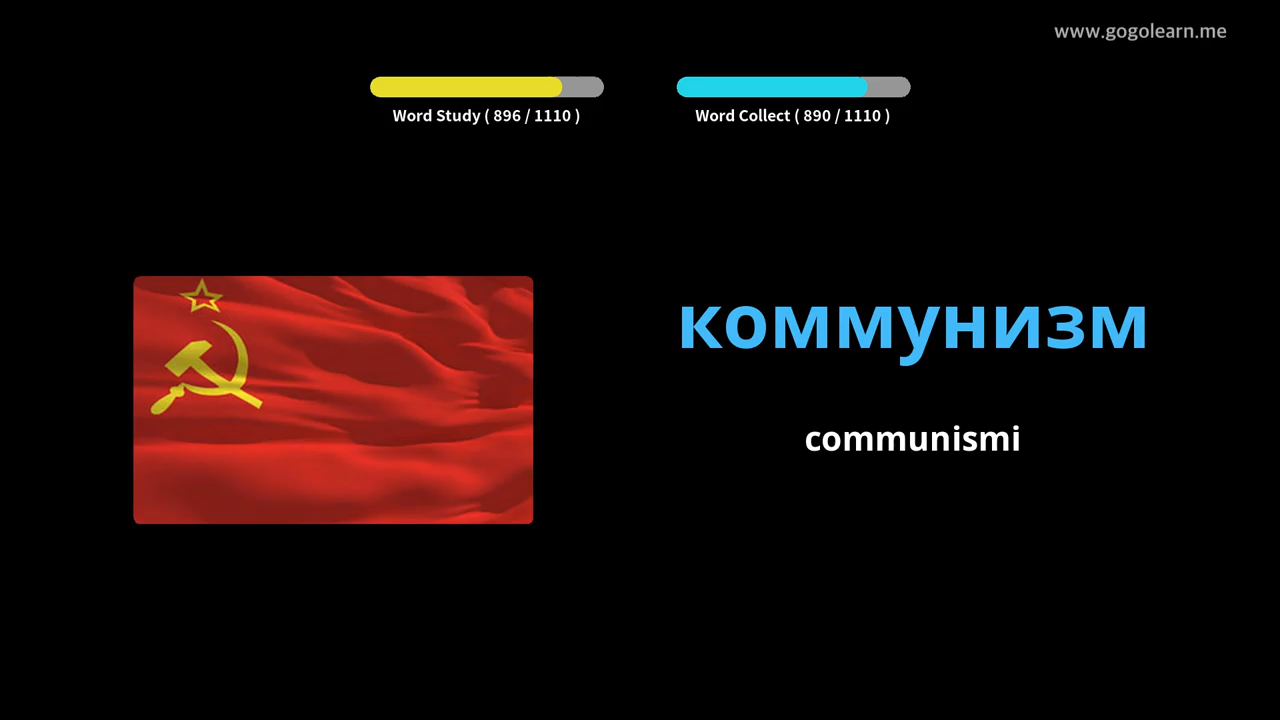 www.gogolearn.me
Word Study ( 896 / 1110 )
Word Collect ( 890 / 1110 )
коммунизм
communismi